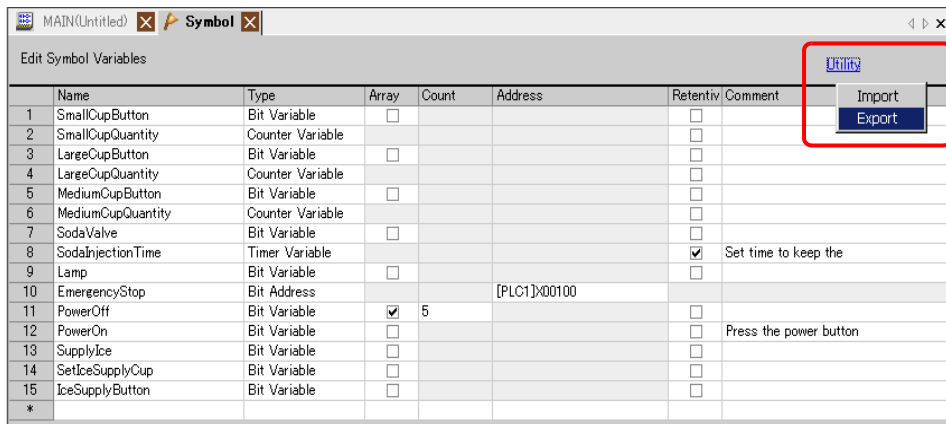 MAIN(Untitled) Symbol
Edit Symbol Variables
Utility
Import
Export
Name Type Array Count Address Retentiv Comment
1 SmallCupButton Bit Variable
2 SmallCupQuantity Counter Variable
3 LargeCupButton Bit Variable
4 LargeCupQuantity Counter Variable
5 MediumCupButton Bit Variable
6 MediumCupQuantity Counter Variable
7 SodaValve Bit Variable
8 SodaInjectionTime Timer Variable Set time to keep the
9 Lamp Bit Variable
10 EmergencyStop Bit Address [PLC1]X00100
11 PowerOff Bit Variable 5
12 PowerOn Bit Variable Press the power button
13 SupplyIce Bit Variable
14 SetIceSupplyCup Bit Variable
15 IceSupplyButton Bit Variable
*